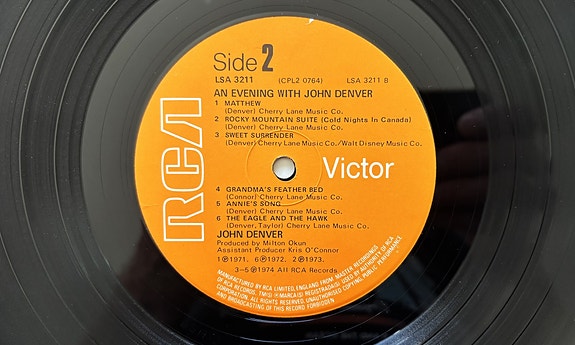 Side 2
LSA 3211 (CPL2 0764) LSA 3211 B
AN EVENING WITH JOHN DENVER
1 MATTHEW
(Denver) Cherry Lane Music Co.
2 ROCKY MOUNTAIN SUITE (Cold Nights In Canada)
(Denver) Cherry Lane Music Co.
3 SWEET SURRENDER
(Denver) Cherry Lane Music Co./Walt Disney Music Co.
RCA Victor
4 GRANDMA'S FEATHER BED
(Connor) Cherry Lane Music Co.
5 ANNIE'S SONG
(Denver) Cherry Lane Music Co.
6 THE EAGLE AND THE HAWK
(Denver, Taylor) Cherry Lane Music Co.
JOHN DENVER
Produced by Milton Okun
Assistant Producer Kris O'Connor
1℗1971. 6℗1972. 2℗1973.
3-5℗1974 All RCA Records
MANUFACTURED BY RCA LIMITED, ENGLAND FROM MASTER RECORDINGS
OF RCA RECORDS. TM(S) ® MARCA(S) REGISTRADA(S) USED BY AUTHORITY OF RCA
CORPORATION. ALL RIGHTS RESERVED. UNAUTHORISED COPYING, PUBLIC PERFORMANCE
AND BROADCASTING OF THIS RECORD FORBIDDEN